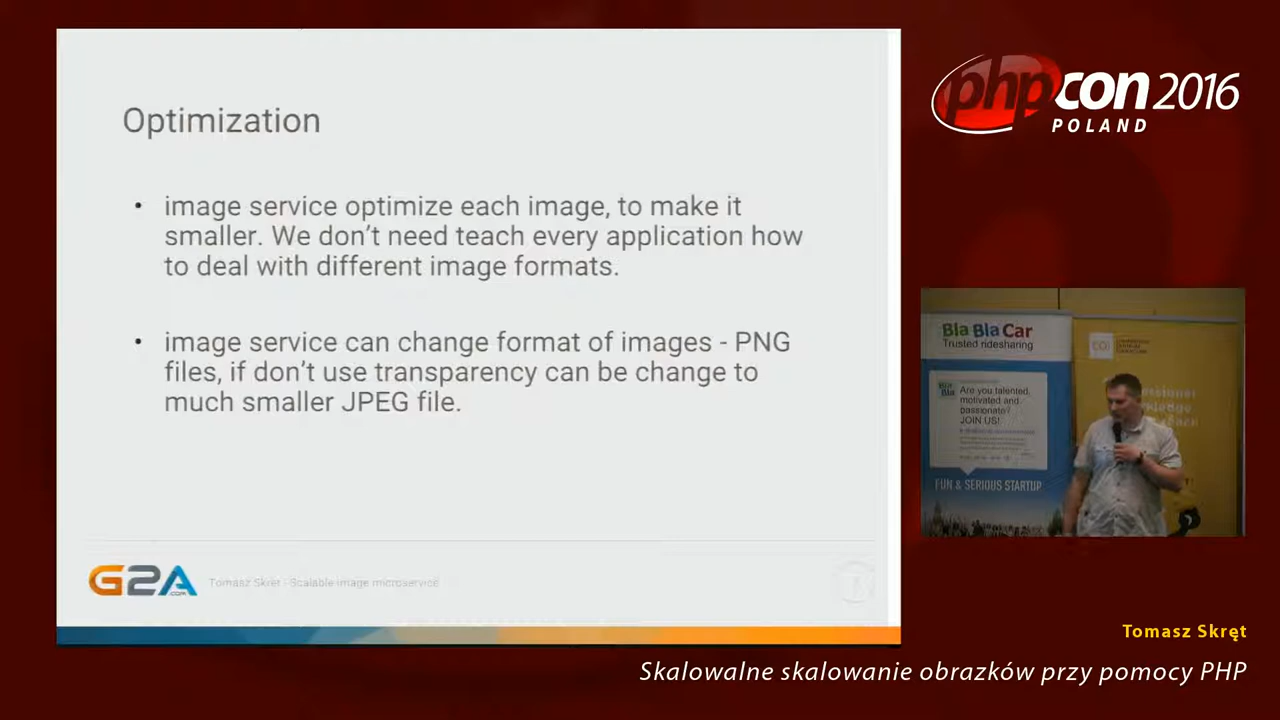 Optimization
• image service optimize each image, to make it
smaller. We don't need teach every application how
to deal with different image formats.
• image service can change format of images - PNG
files, if don't use transparency can be change to
much smaller JPEG file.
G2A
.COM
Tomasz Skręt - Scalable image microservice
phpcon 2016
POLAND
Bla Bla Car
Trusted ridesharing
Bla
Bla
Are you talented,
motivated and
passionate?
JOIN US!
FUN & SERIOUS STARTUP
Tomasz Skręt
Skalowalne skalowanie obrazków przy pomocy PHP